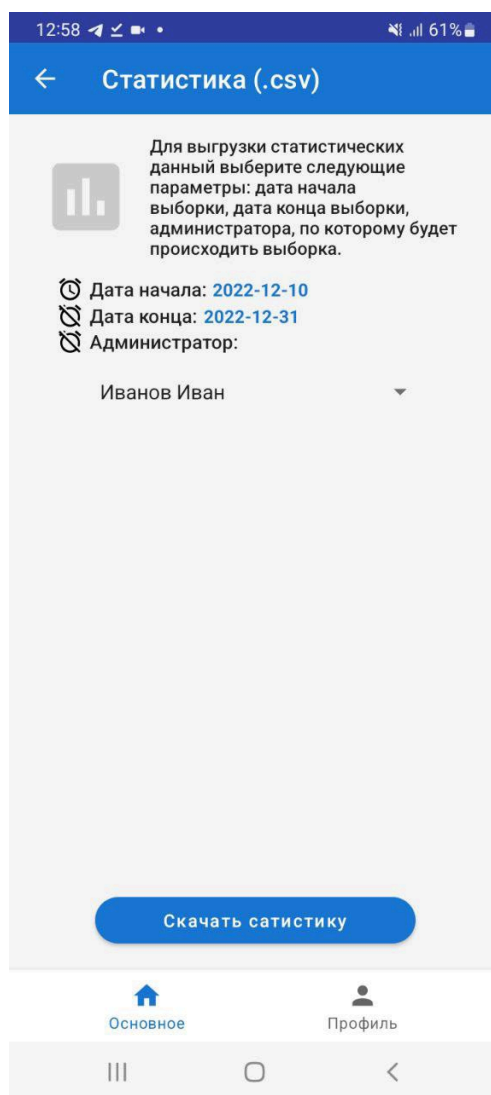 12:58
61%
Статистика (.csv)
Для выгрузки статистических
данный выберите следующие
параметры: дата начала
выборки, дата конца выборки,
администратора, по которому будет
происходить выборка.
Дата начала: 2022-12-10
Дата конца: 2022-12-31
Администратор:
Иванов Иван
Скачать сатистику
Основное
Профиль